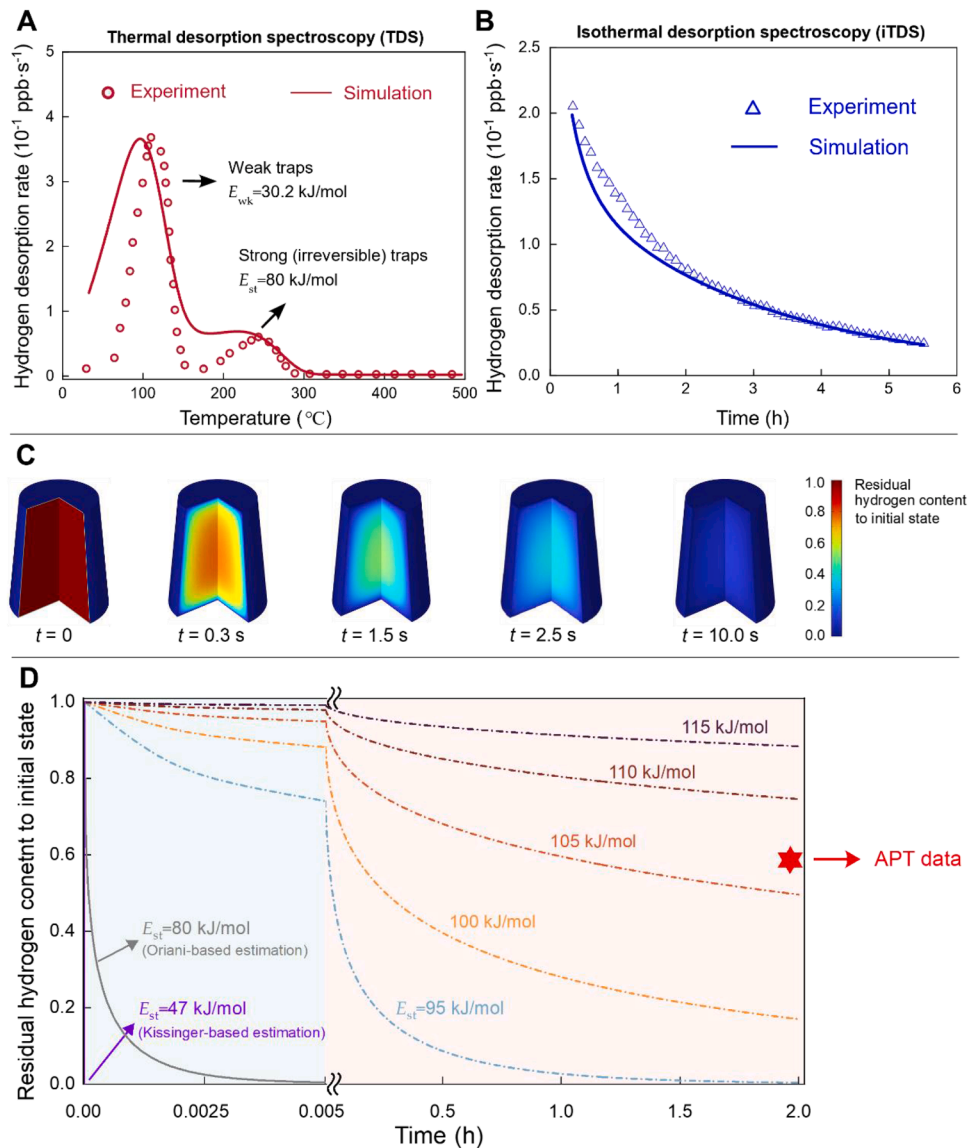 A
Thermal desorption spectroscopy (TDS)
Hydrogen desorption rate (10⁻¹ ppb·s⁻¹)
6
5
4
3
2
1
0
Experiment
Simulation
Weak traps
E_wk=30.2 kJ/mol
Strong (irreversible) traps
E_st=80 kJ/mol
0 100 200 300 400 500
Temperature (°C)
B
Isothermal desorption spectroscopy (iTDS)
Hydrogen desorption rate (10⁻¹ ppb·s⁻¹)
2.5
2.0
1.5
1.0
0.5
0.0
Experiment
Simulation
0 1 2 3 4 5 6
Time (h)
C
t = 0
t = 0.3 s
t = 1.5 s
t = 2.5 s
t = 10.0 s
1.0
0.8
0.6
0.4
0.2
0.0
Residual
hydrogen content
to initial state
D
Residual hydrogen conetnt to initial state
1.0
0.8
0.6
0.4
0.2
0.0
115 kJ/mol
110 kJ/mol
105 kJ/mol
APT data
100 kJ/mol
E_st=80 kJ/mol
(Oriani-based estimation)
E_st=95 kJ/mol
E_st=47 kJ/mol
(Kissinger-based estimation)
0.00 0.0025 0.005 0.5 1.0 1.5 2.0
Time (h)